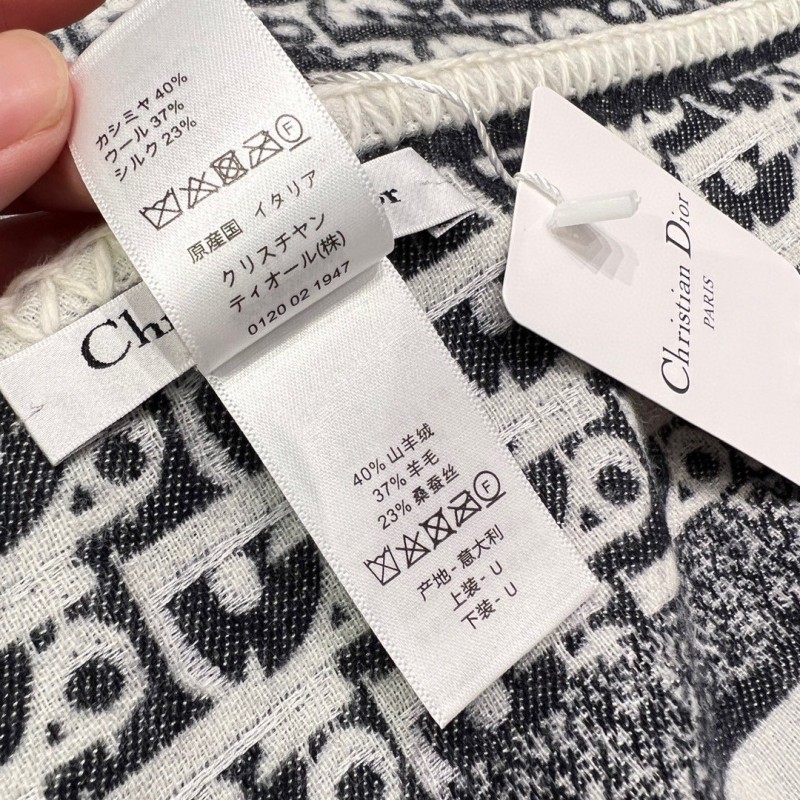 カシミヤ 40%
ウール 37%
シルク 23%
F
原産国 イタリア
クリスチャン
ディオール(株)
0120 02 1947
Ch
or
Christian Dior
PARIS
40% 山羊绒
37% 羊毛
23% 桑蚕丝
F
产地 - 意大利
上装 - U
下装 - U